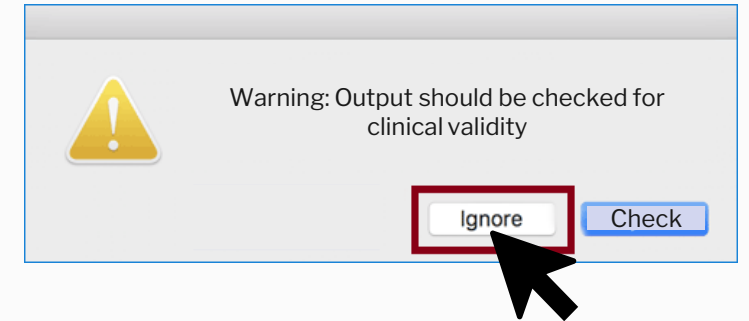 Warning: Output should be checked for
clinical validity
Ignore
Check